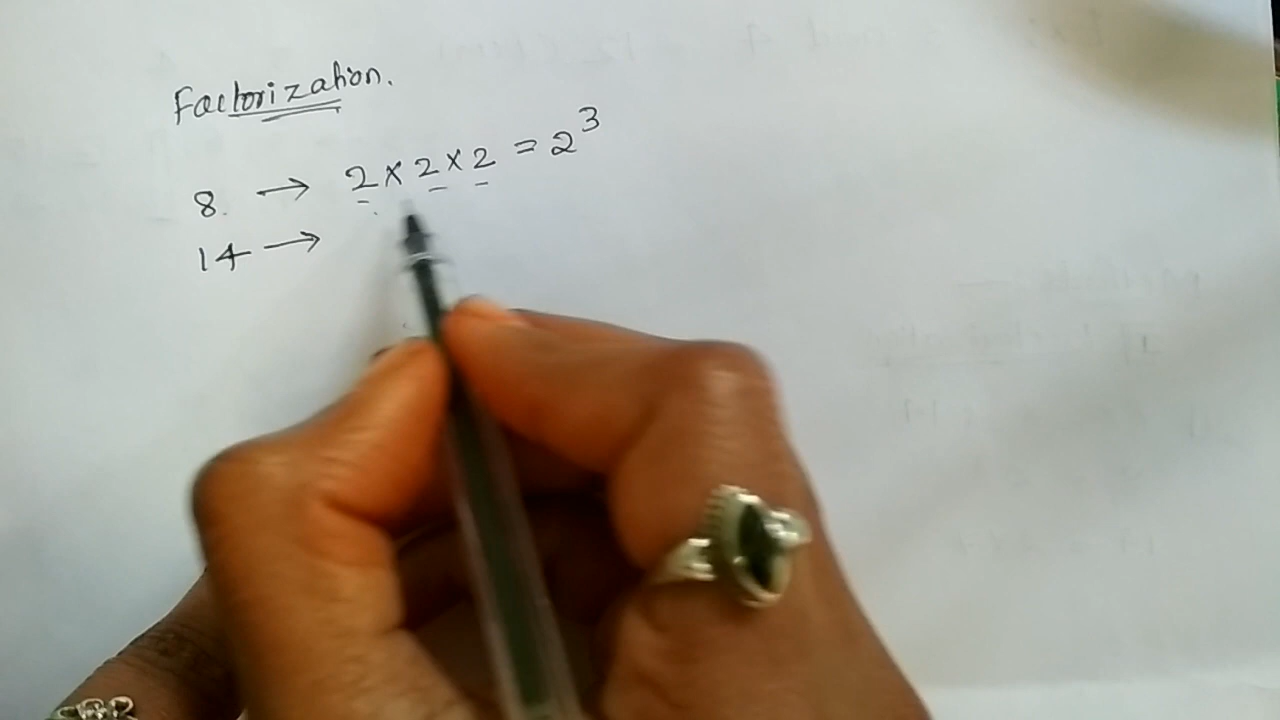 Factorization.
8. → 2 × 2 × 2 = 2³
14 →